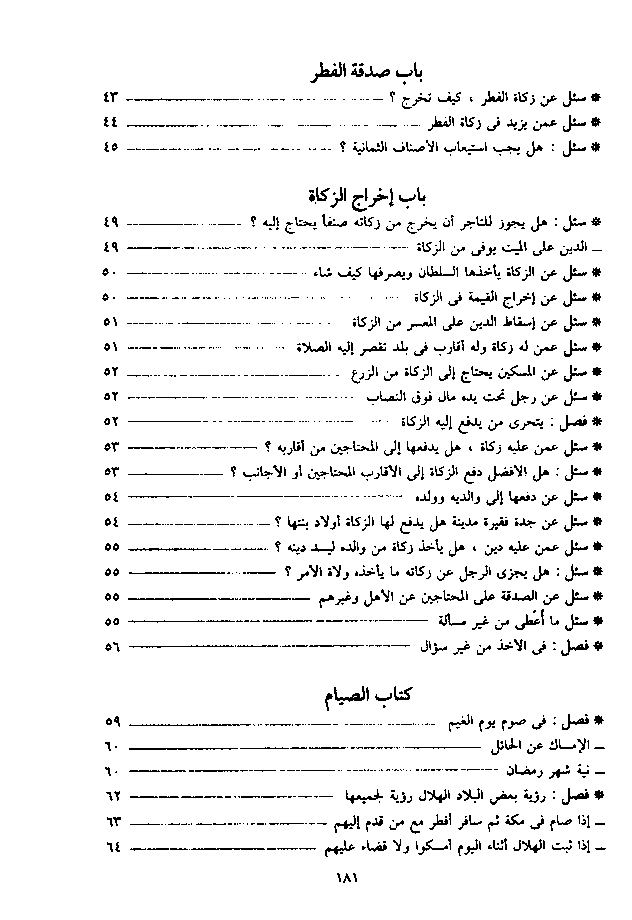 باب صدقة الفطر
* سئل عن زكاة الفطر ، كيف تخرج ؟ ٤٣
* سئل عمن يزيد فى زكاة الفطر ٤٤
* سئل : هل يجب استيعاب الأصناف الثمانية ؟ ٤٥
باب إخراج الزكاة
* سئل : هل يجوز للتاجر أن يخرج من زكاته صنفاً يحتاج إليه ؟ ٤٩
ـ الدين على الميت يوفى من الزكاة ٤٩
* سئل عن الزكاة يأخذها السلطان ويصرفها كيف شاء ٥٠
* سئل عن إخراج القيمة فى الزكاة ٥٠
* سئل عن إسقاط الدين على المعسر من الزكاة ٥١
* سئل عمن له زكاة وله أقارب فى بلد تقصر إليه الصلاة ٥١
* سئل عن المسكين يحتاج إلى الزكاة من الزرع ٥٢
* سئل عن رجل تحت يده مال فوق النصاب ٥٢
* فصل : يتحرى من يدفع إليه الزكاة ٥٢
* سئل عمن عليه زكاة ، هل يدفعها إلى المحتاجين من أقاربه ؟ ٥٣
* سئل : هل الأفضل دفع الزكاة إلى الأقارب المحتاجين أو الأجانب ؟ ٥٣
* سئل عن دفعها إلى والديه وولده ٥٤
* سئل عن جدة فقيرة مدينة هل يدفع لها الزكاة أولاد بنتها ؟ ٥٤
* سئل عمن عليه دين ، هل يأخذ زكاة من والده ليسد دينه ؟ ٥٥
* سئل : هل يجزى الرجل عن زكاته ما يأخذه ولاة الأمر ؟ ٥٥
* سئل عن الصدقة على المحتاجين عن الأهل وغيرهم ٥٥
* سئل ما أُعْطى من غير مسألة ٥٥
* فصل : فى الأخذ من غير سؤال ٥٦
كتاب الصيام
* فصل : فى صوم يوم الغيم ٥٩
ـ الإمساك عن الحائل ٦٠
ـ نية شهر رمضان ٦٠
* فصل : رؤية بعض البلاد الهلال رؤية لجميعها ٦٢
ـ إذا صام فى مكة ثم سافر أفطر مع من قدم إليهم ٦٣
ـ إذا ثبت الهلال أثناء اليوم أمسكوا ولا قضاء عليهم ٦٤
١٨١